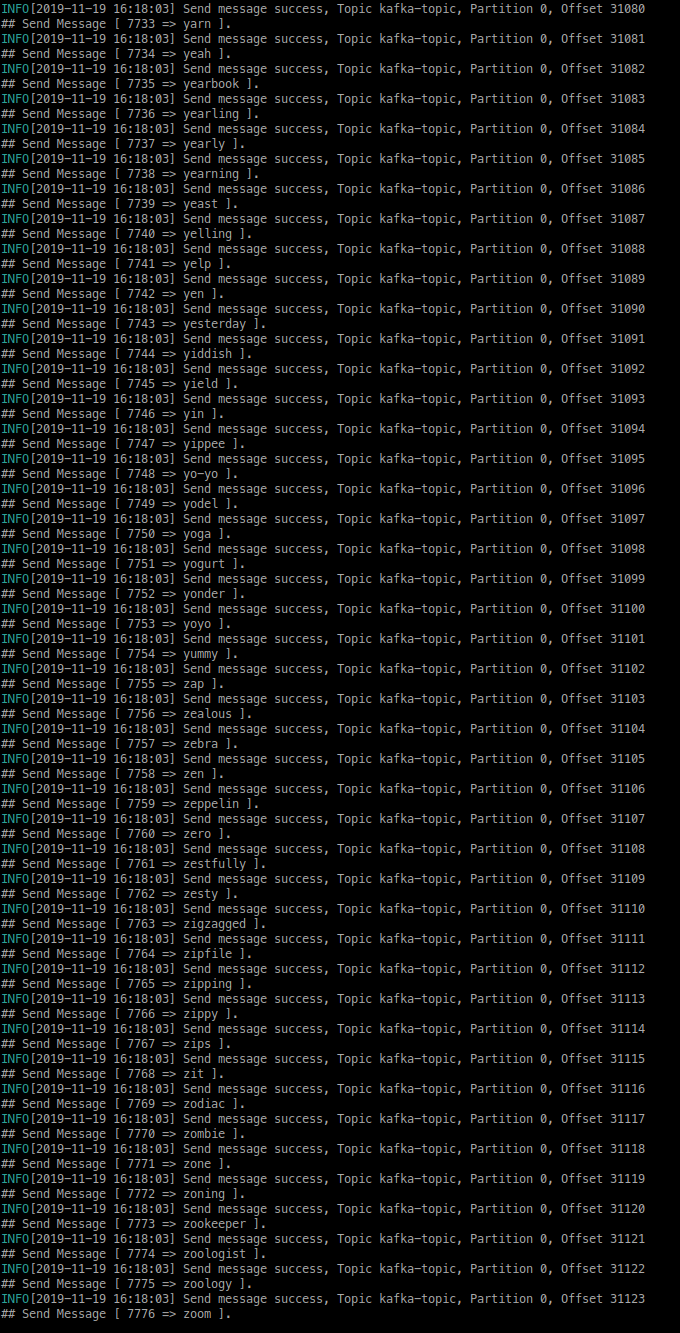 INFO[2019-11-19 16:18:03] Send message success, Topic kafka-topic, Partition 0, Offset 31080
## Send Message [ 7733 => yarn ].
INFO[2019-11-19 16:18:03] Send message success, Topic kafka-topic, Partition 0, Offset 31081
## Send Message [ 7734 => yeah ].
INFO[2019-11-19 16:18:03] Send message success, Topic kafka-topic, Partition 0, Offset 31082
## Send Message [ 7735 => yearbook ].
INFO[2019-11-19 16:18:03] Send message success, Topic kafka-topic, Partition 0, Offset 31083
## Send Message [ 7736 => yearling ].
INFO[2019-11-19 16:18:03] Send message success, Topic kafka-topic, Partition 0, Offset 31084
## Send Message [ 7737 => yearly ].
INFO[2019-11-19 16:18:03] Send message success, Topic kafka-topic, Partition 0, Offset 31085
## Send Message [ 7738 => yearning ].
INFO[2019-11-19 16:18:03] Send message success, Topic kafka-topic, Partition 0, Offset 31086
## Send Message [ 7739 => yeast ].
INFO[2019-11-19 16:18:03] Send message success, Topic kafka-topic, Partition 0, Offset 31087
## Send Message [ 7740 => yelling ].
INFO[2019-11-19 16:18:03] Send message success, Topic kafka-topic, Partition 0, Offset 31088
## Send Message [ 7741 => yelp ].
INFO[2019-11-19 16:18:03] Send message success, Topic kafka-topic, Partition 0, Offset 31089
## Send Message [ 7742 => yen ].
INFO[2019-11-19 16:18:03] Send message success, Topic kafka-topic, Partition 0, Offset 31090
## Send Message [ 7743 => yesterday ].
INFO[2019-11-19 16:18:03] Send message success, Topic kafka-topic, Partition 0, Offset 31091
## Send Message [ 7744 => yiddish ].
INFO[2019-11-19 16:18:03] Send message success, Topic kafka-topic, Partition 0, Offset 31092
## Send Message [ 7745 => yield ].
INFO[2019-11-19 16:18:03] Send message success, Topic kafka-topic, Partition 0, Offset 31093
## Send Message [ 7746 => yin ].
INFO[2019-11-19 16:18:03] Send message success, Topic kafka-topic, Partition 0, Offset 31094
## Send Message [ 7747 => yippee ].
INFO[2019-11-19 16:18:03] Send message success, Topic kafka-topic, Partition 0, Offset 31095
## Send Message [ 7748 => yo-yo ].
INFO[2019-11-19 16:18:03] Send message success, Topic kafka-topic, Partition 0, Offset 31096
## Send Message [ 7749 => yodel ].
INFO[2019-11-19 16:18:03] Send message success, Topic kafka-topic, Partition 0, Offset 31097
## Send Message [ 7750 => yoga ].
INFO[2019-11-19 16:18:03] Send message success, Topic kafka-topic, Partition 0, Offset 31098
## Send Message [ 7751 => yogurt ].
INFO[2019-11-19 16:18:03] Send message success, Topic kafka-topic, Partition 0, Offset 31099
## Send Message [ 7752 => yonder ].
INFO[2019-11-19 16:18:03] Send message success, Topic kafka-topic, Partition 0, Offset 31100
## Send Message [ 7753 => yoyo ].
INFO[2019-11-19 16:18:03] Send message success, Topic kafka-topic, Partition 0, Offset 31101
## Send Message [ 7754 => yummy ].
INFO[2019-11-19 16:18:03] Send message success, Topic kafka-topic, Partition 0, Offset 31102
## Send Message [ 7755 => zap ].
INFO[2019-11-19 16:18:03] Send message success, Topic kafka-topic, Partition 0, Offset 31103
## Send Message [ 7756 => zealous ].
INFO[2019-11-19 16:18:03] Send message success, Topic kafka-topic, Partition 0, Offset 31104
## Send Message [ 7757 => zebra ].
INFO[2019-11-19 16:18:03] Send message success, Topic kafka-topic, Partition 0, Offset 31105
## Send Message [ 7758 => zen ].
INFO[2019-11-19 16:18:03] Send message success, Topic kafka-topic, Partition 0, Offset 31106
## Send Message [ 7759 => zeppelin ].
INFO[2019-11-19 16:18:03] Send message success, Topic kafka-topic, Partition 0, Offset 31107
## Send Message [ 7760 => zero ].
INFO[2019-11-19 16:18:03] Send message success, Topic kafka-topic, Partition 0, Offset 31108
## Send Message [ 7761 => zestfully ].
INFO[2019-11-19 16:18:03] Send message success, Topic kafka-topic, Partition 0, Offset 31109
## Send Message [ 7762 => zesty ].
INFO[2019-11-19 16:18:03] Send message success, Topic kafka-topic, Partition 0, Offset 31110
## Send Message [ 7763 => zigzagged ].
INFO[2019-11-19 16:18:03] Send message success, Topic kafka-topic, Partition 0, Offset 31111
## Send Message [ 7764 => zipfile ].
INFO[2019-11-19 16:18:03] Send message success, Topic kafka-topic, Partition 0, Offset 31112
## Send Message [ 7765 => zipping ].
INFO[2019-11-19 16:18:03] Send message success, Topic kafka-topic, Partition 0, Offset 31113
## Send Message [ 7766 => zippy ].
INFO[2019-11-19 16:18:03] Send message success, Topic kafka-topic, Partition 0, Offset 31114
## Send Message [ 7767 => zips ].
INFO[2019-11-19 16:18:03] Send message success, Topic kafka-topic, Partition 0, Offset 31115
## Send Message [ 7768 => zit ].
INFO[2019-11-19 16:18:03] Send message success, Topic kafka-topic, Partition 0, Offset 31116
## Send Message [ 7769 => zodiac ].
INFO[2019-11-19 16:18:03] Send message success, Topic kafka-topic, Partition 0, Offset 31117
## Send Message [ 7770 => zombie ].
INFO[2019-11-19 16:18:03] Send message success, Topic kafka-topic, Partition 0, Offset 31118
## Send Message [ 7771 => zone ].
INFO[2019-11-19 16:18:03] Send message success, Topic kafka-topic, Partition 0, Offset 31119
## Send Message [ 7772 => zoning ].
INFO[2019-11-19 16:18:03] Send message success, Topic kafka-topic, Partition 0, Offset 31120
## Send Message [ 7773 => zookeeper ].
INFO[2019-11-19 16:18:03] Send message success, Topic kafka-topic, Partition 0, Offset 31121
## Send Message [ 7774 => zoologist ].
INFO[2019-11-19 16:18:03] Send message success, Topic kafka-topic, Partition 0, Offset 31122
## Send Message [ 7775 => zoology ].
INFO[2019-11-19 16:18:03] Send message success, Topic kafka-topic, Partition 0, Offset 31123
## Send Message [ 7776 => zoom ].